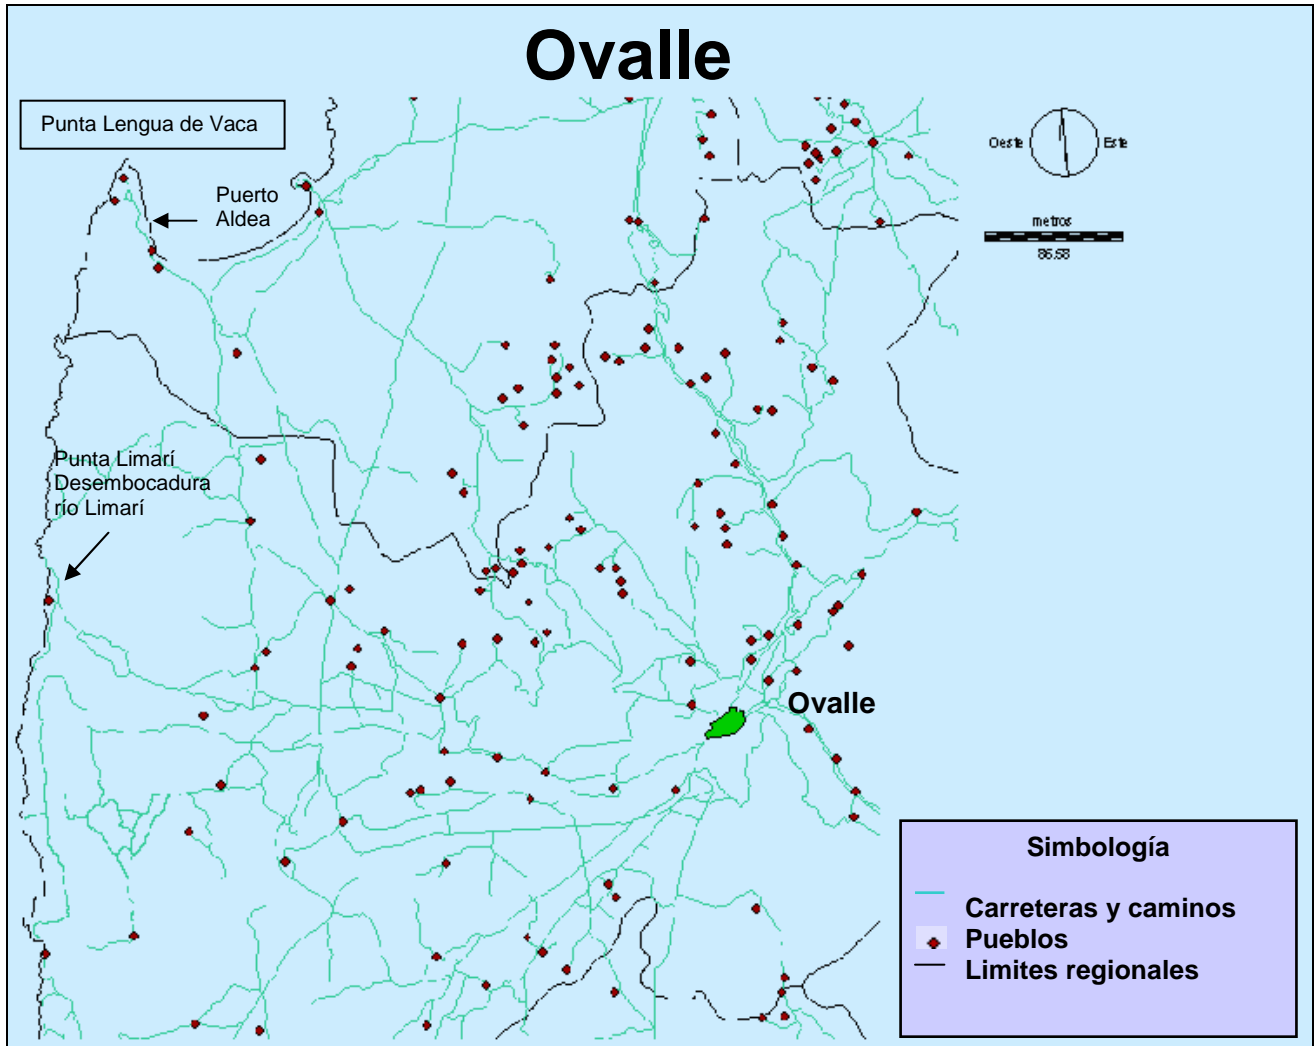 Ovalle
Punta Lengua de Vaca
Puerto
Aldea
Oeste
Este
metros
86.58
Punta Limarí
Desembocadura
río Limarí
Ovalle
Simbología
Carreteras y caminos
Pueblos
Limites regionales